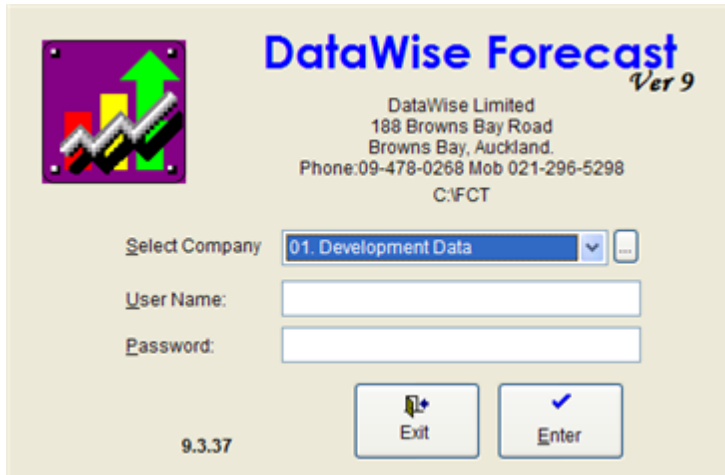 DataWise Forecast
Ver 9
DataWise Limited
188 Browns Bay Road
Browns Bay, Auckland.
Phone:09-478-0268 Mob 021-296-5298
C:\FCT
Select Company
01. Development Data
...
User Name:
Password:
Exit
Enter
9.3.37